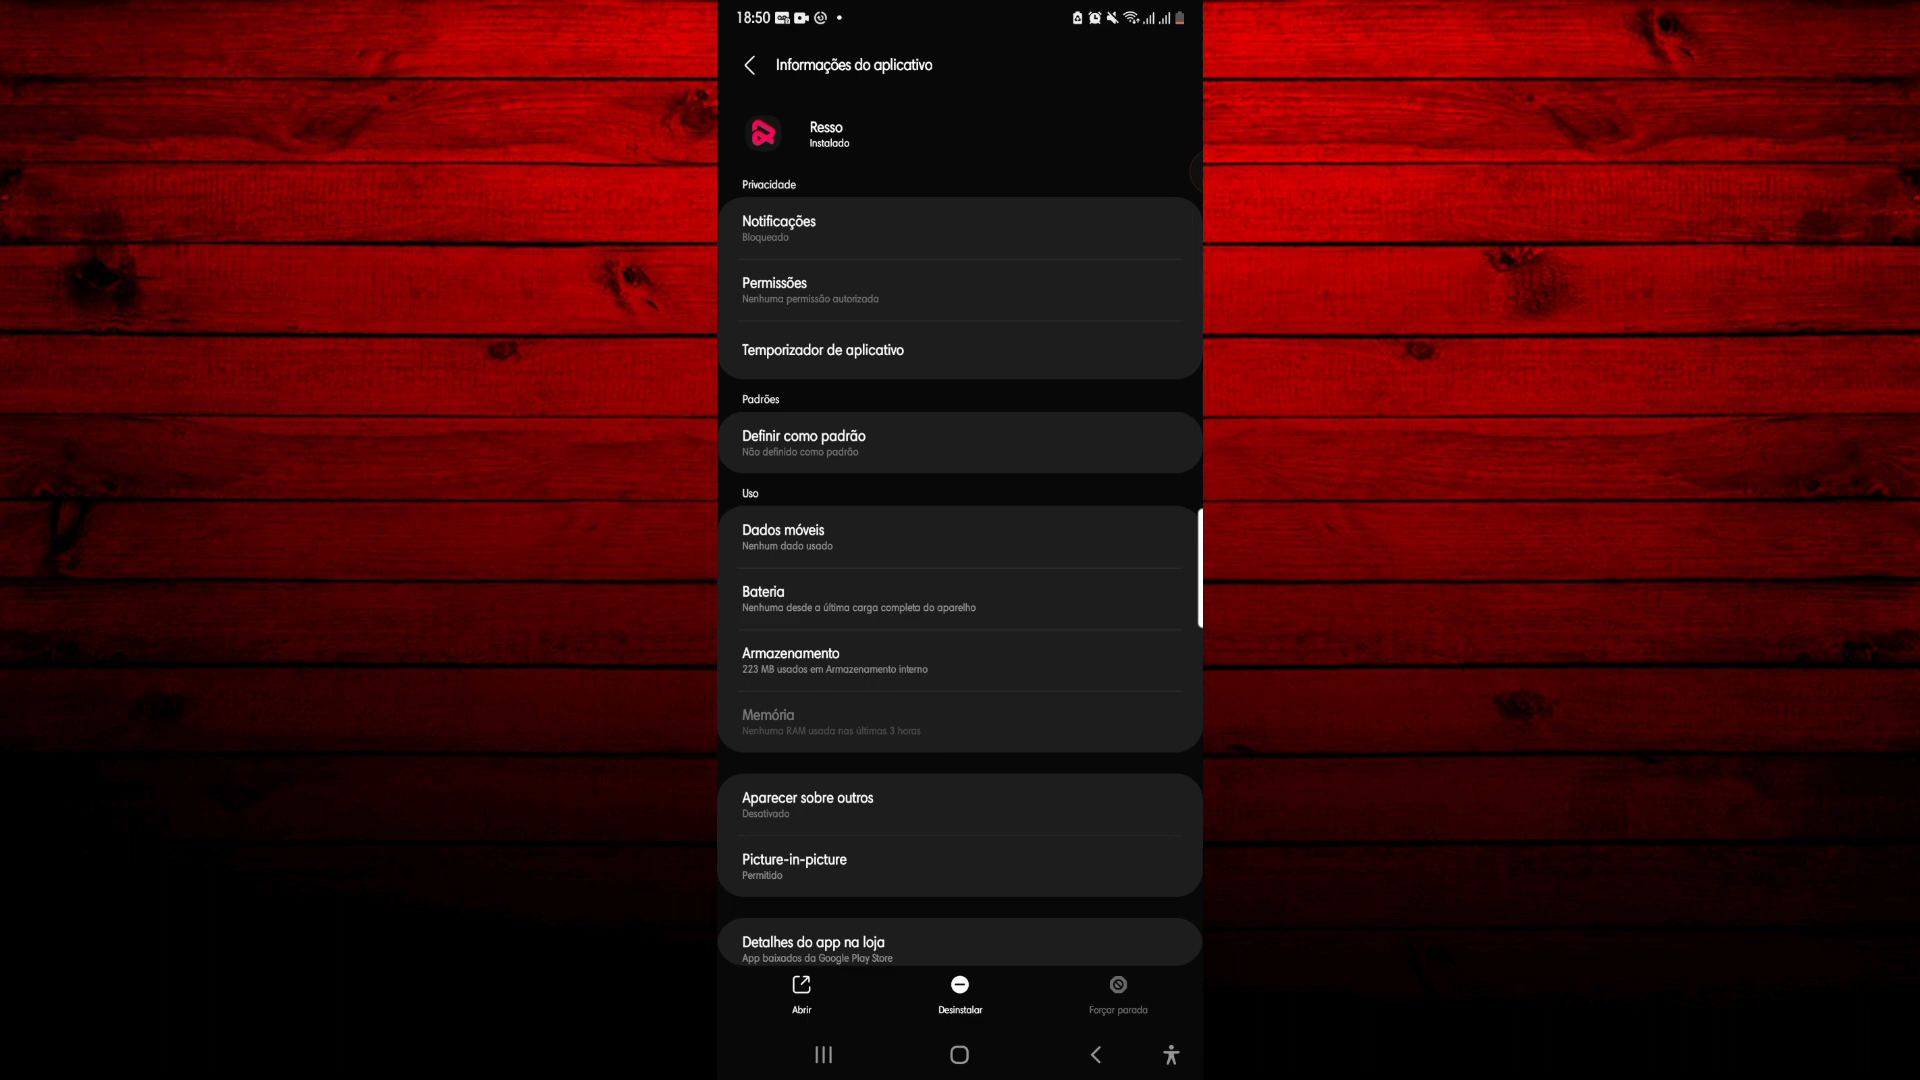 18:50
Informações do aplicativo
Resso
Instalado
Privacidade
Notificações
Bloqueado
Permissões
Nenhuma permissão autorizada
Temporizador de aplicativo
Padrões
Definir como padrão
Não definido como padrão
Uso
Dados móveis
Nenhum dado usado
Bateria
Nenhuma desde a última carga completa do aparelho
Armazenamento
223 MB usados em Armazenamento interno
Memória
Nenhuma RAM usada nas últimas 3 horas
Aparecer sobre outros
Desativado
Picture-in-picture
Permitido
Detalhes do app na loja
App baixados da Google Play Store
Abrir
Desinstalar
Forçar parada